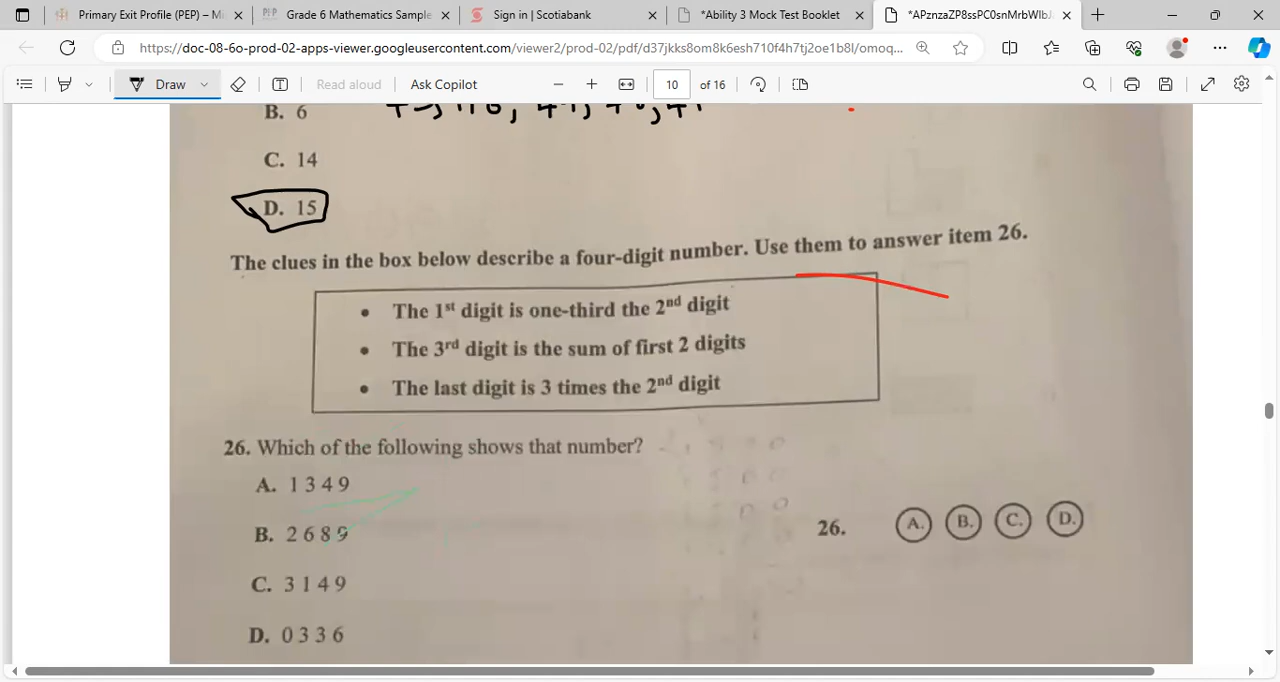 Primary Exit Profile (PEP) – Mi
Grade 6 Mathematics Sample
Sign in | Scotiabank
*Ability 3 Mock Test Booklet
*APznzaZP8ssPC0snMrbWIbJ
https://doc-08-6o-prod-02-apps-viewer.googleusercontent.com/viewer2/prod-02/pdf/d37jkks8om8k6esh710f4h7tj2oe1b8l/omoq...
Draw
Read aloud
Ask Copilot
10 of 16
B. 6
C. 14
D. 15
The clues in the box below describe a four-digit number. Use them to answer item 26.
• The 1st digit is one-third the 2nd digit
• The 3rd digit is the sum of first 2 digits
• The last digit is 3 times the 2nd digit
26. Which of the following shows that number?
A. 1 3 4 9
B. 2 6 8 9
C. 3 1 4 9
D. 0 3 3 6
26. A. B. C. D.